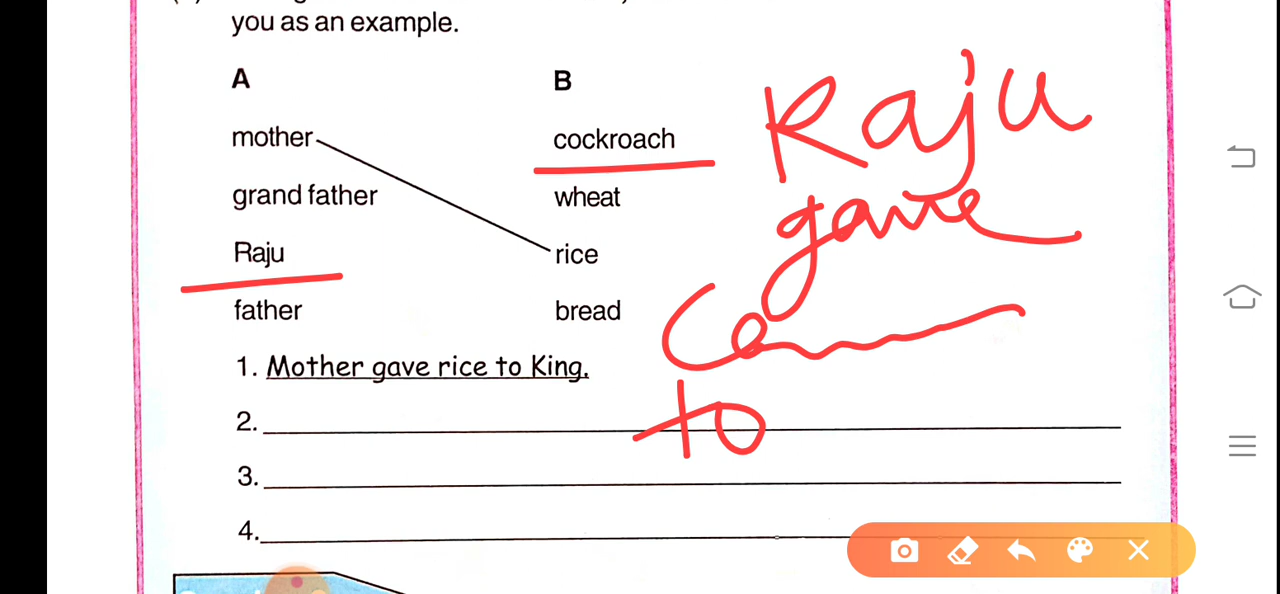 you as an example.
A B
mother cockroach
grand father wheat
Raju rice
father bread
1. Mother gave rice to King.
2.
3.
4.
Raju
gave
to